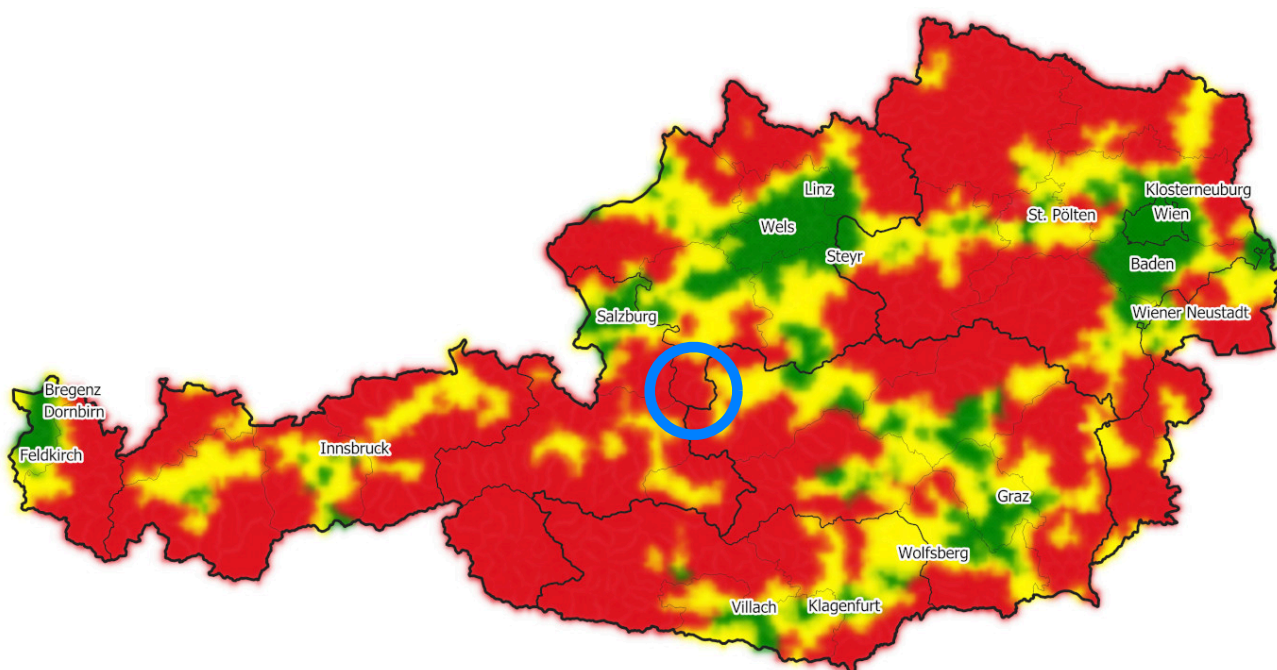 Linz
Klosterneuburg
St. Pölten
Wien
Wels
Steyr
Baden
Salzburg
Wiener Neustadt
Bregenz
Dornbirn
Innsbruck
Feldkirch
Graz
Wolfsberg
Villach
Klagenfurt